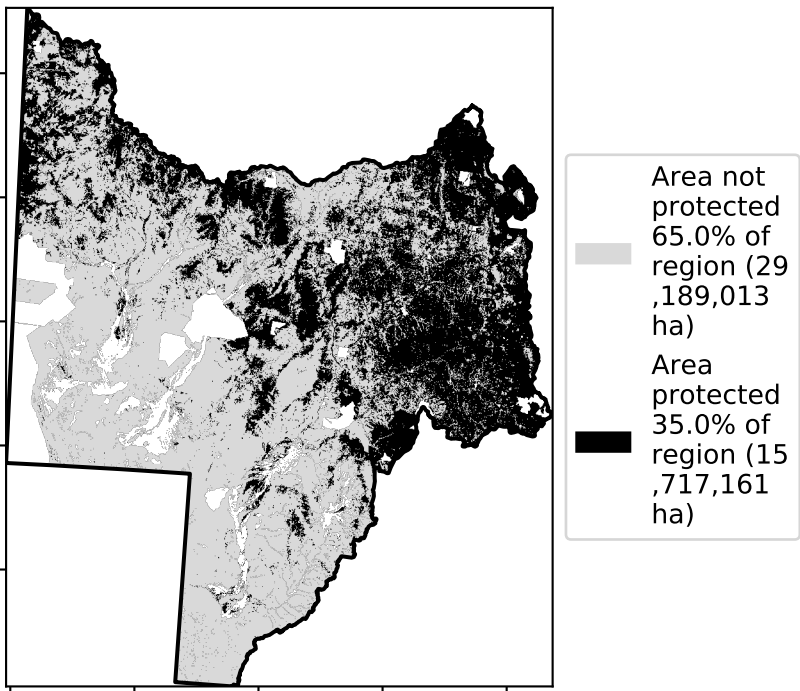 Area not
protected
65.0% of
region (29
,189,013
ha)
Area
protected
35.0% of
region (15
,717,161
ha)